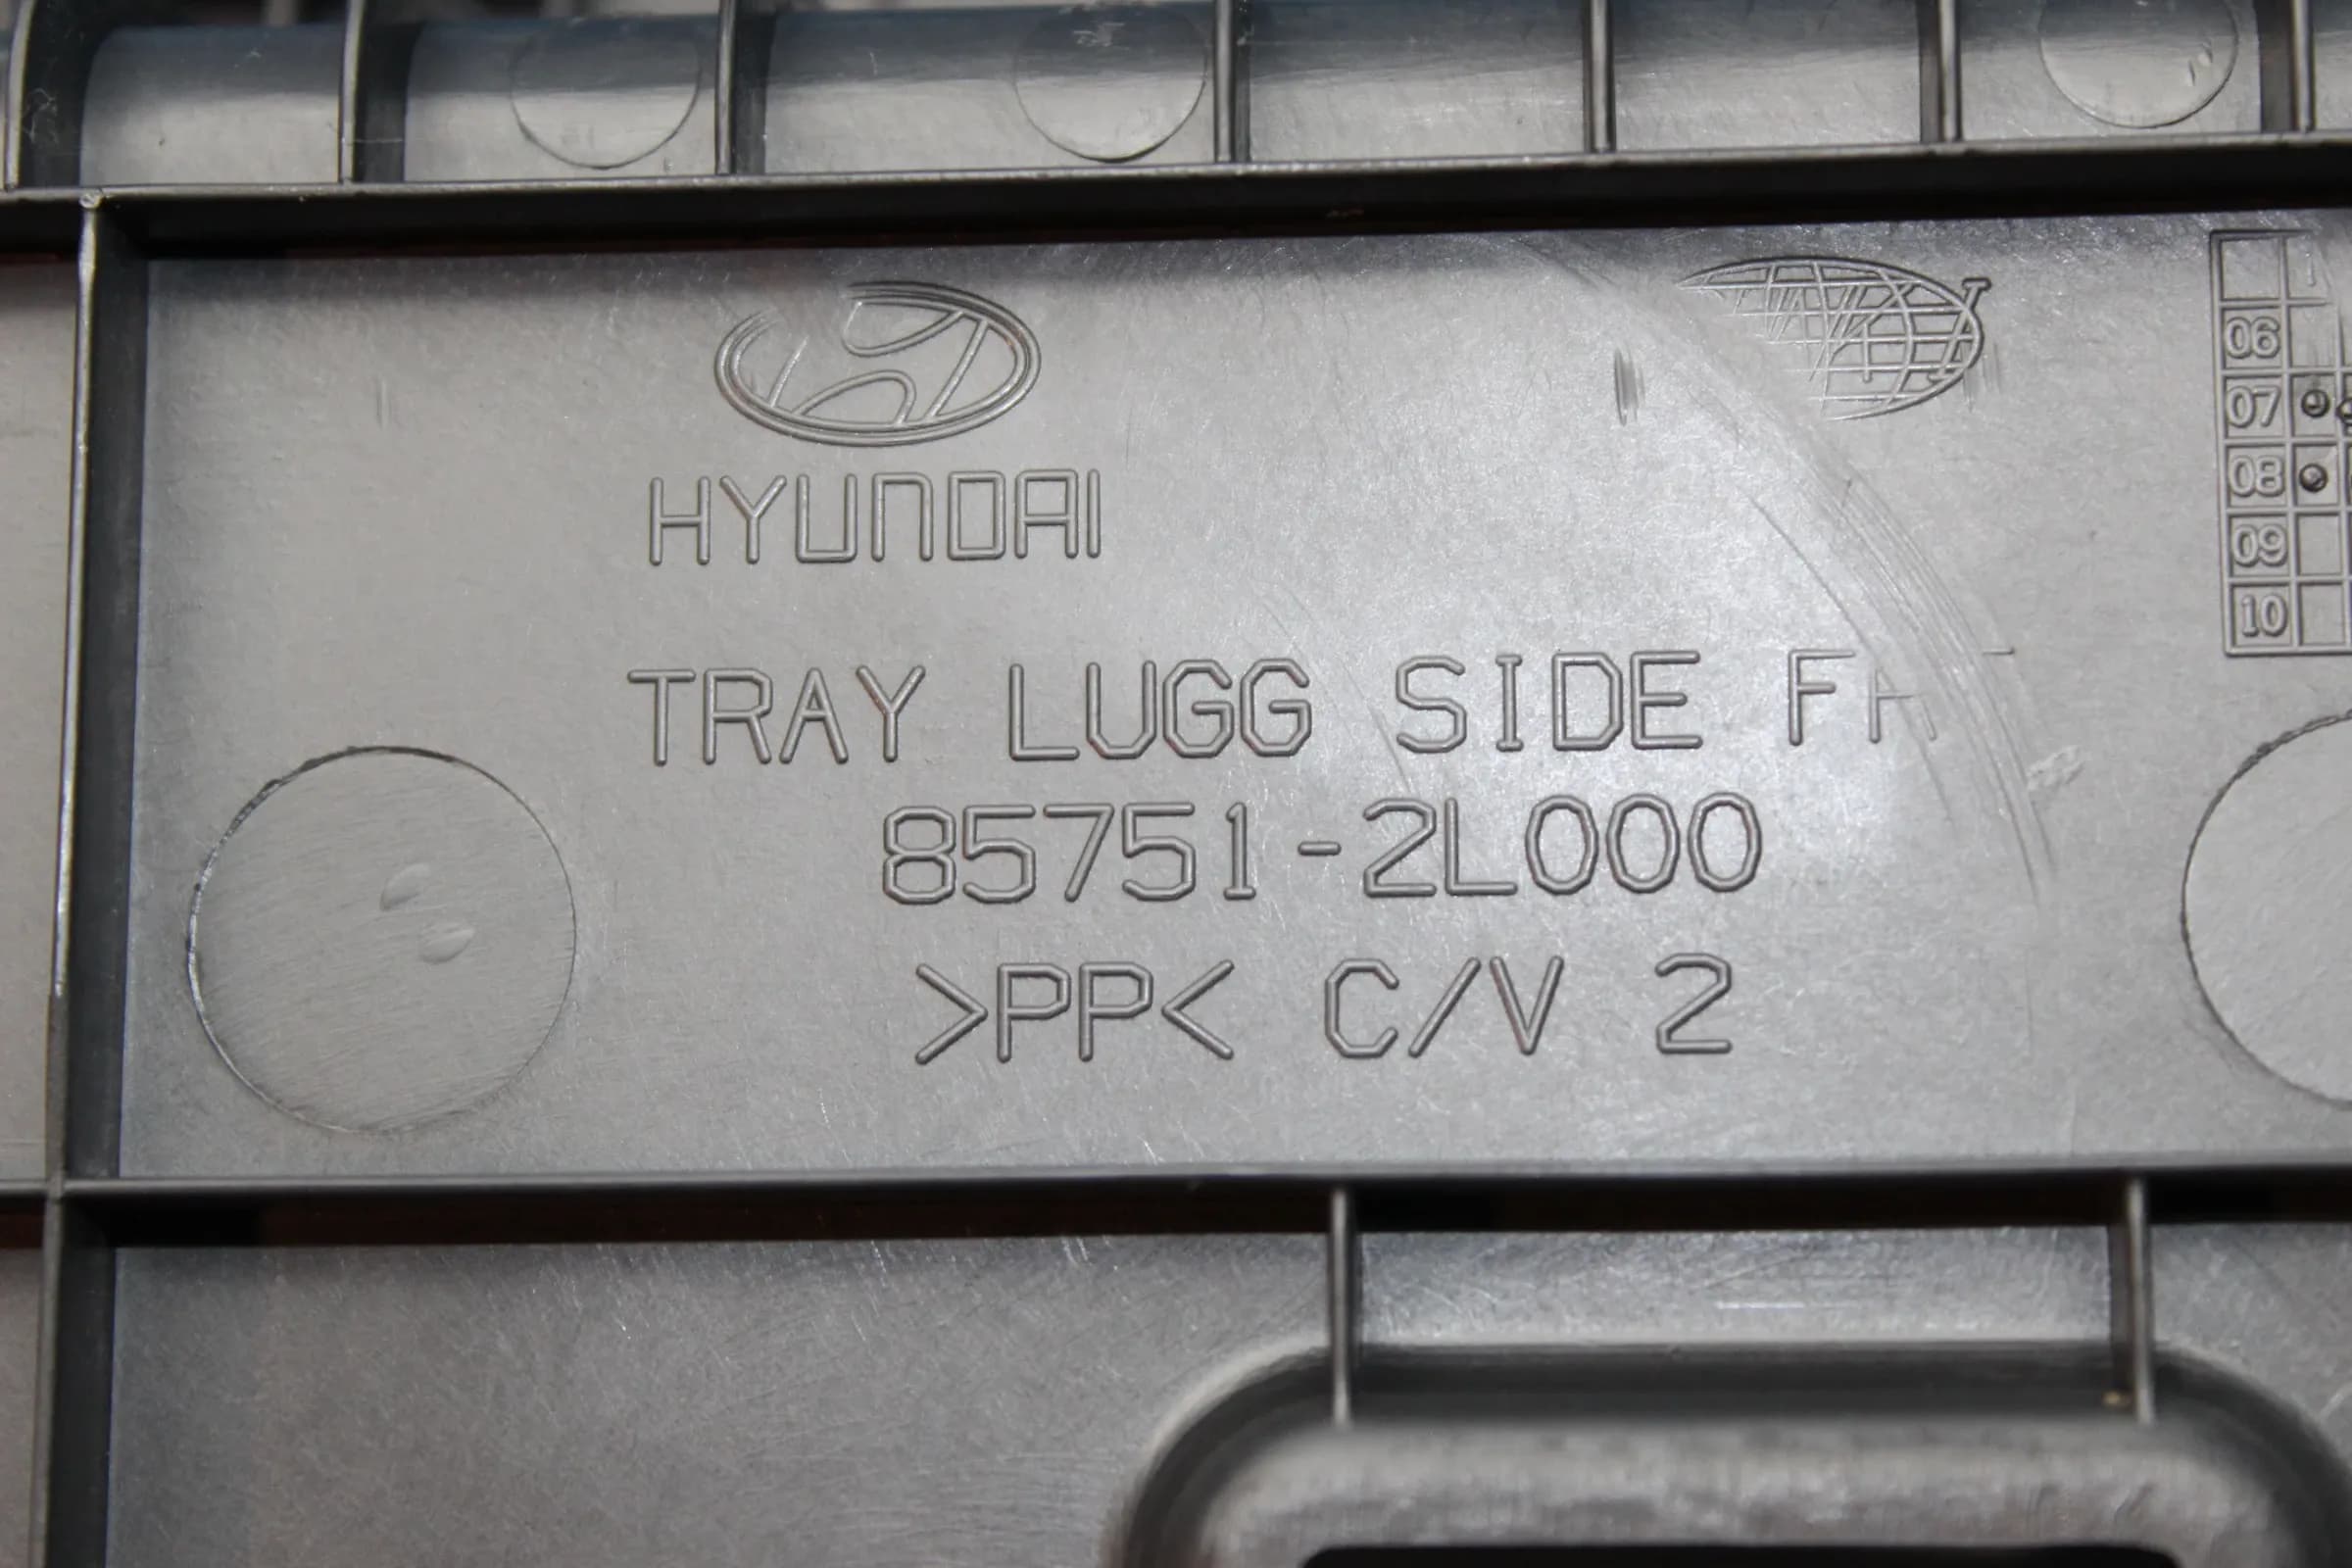 HYUNDAI
TRAY LUGG SIDE
85751-2L000
>PP< C/V 2
06
07
08
09
10